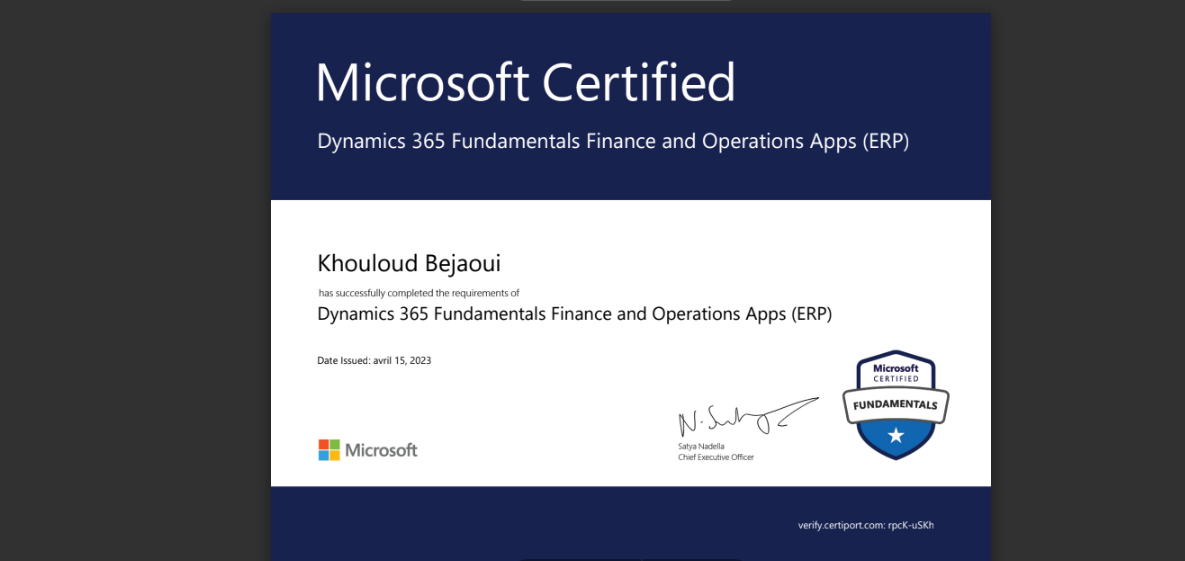 Microsoft Certified
Dynamics 365 Fundamentals Finance and Operations Apps (ERP)
Khouloud Bejaoui
has successfully completed the requirements of
Dynamics 365 Fundamentals Finance and Operations Apps (ERP)
Date Issued: avril 15, 2023
Microsoft
CERTIFIED
FUNDAMENTALS
Satya Nadella
Chief Executive Officer
Microsoft
verify.certiport.com: rpcK-uSKh